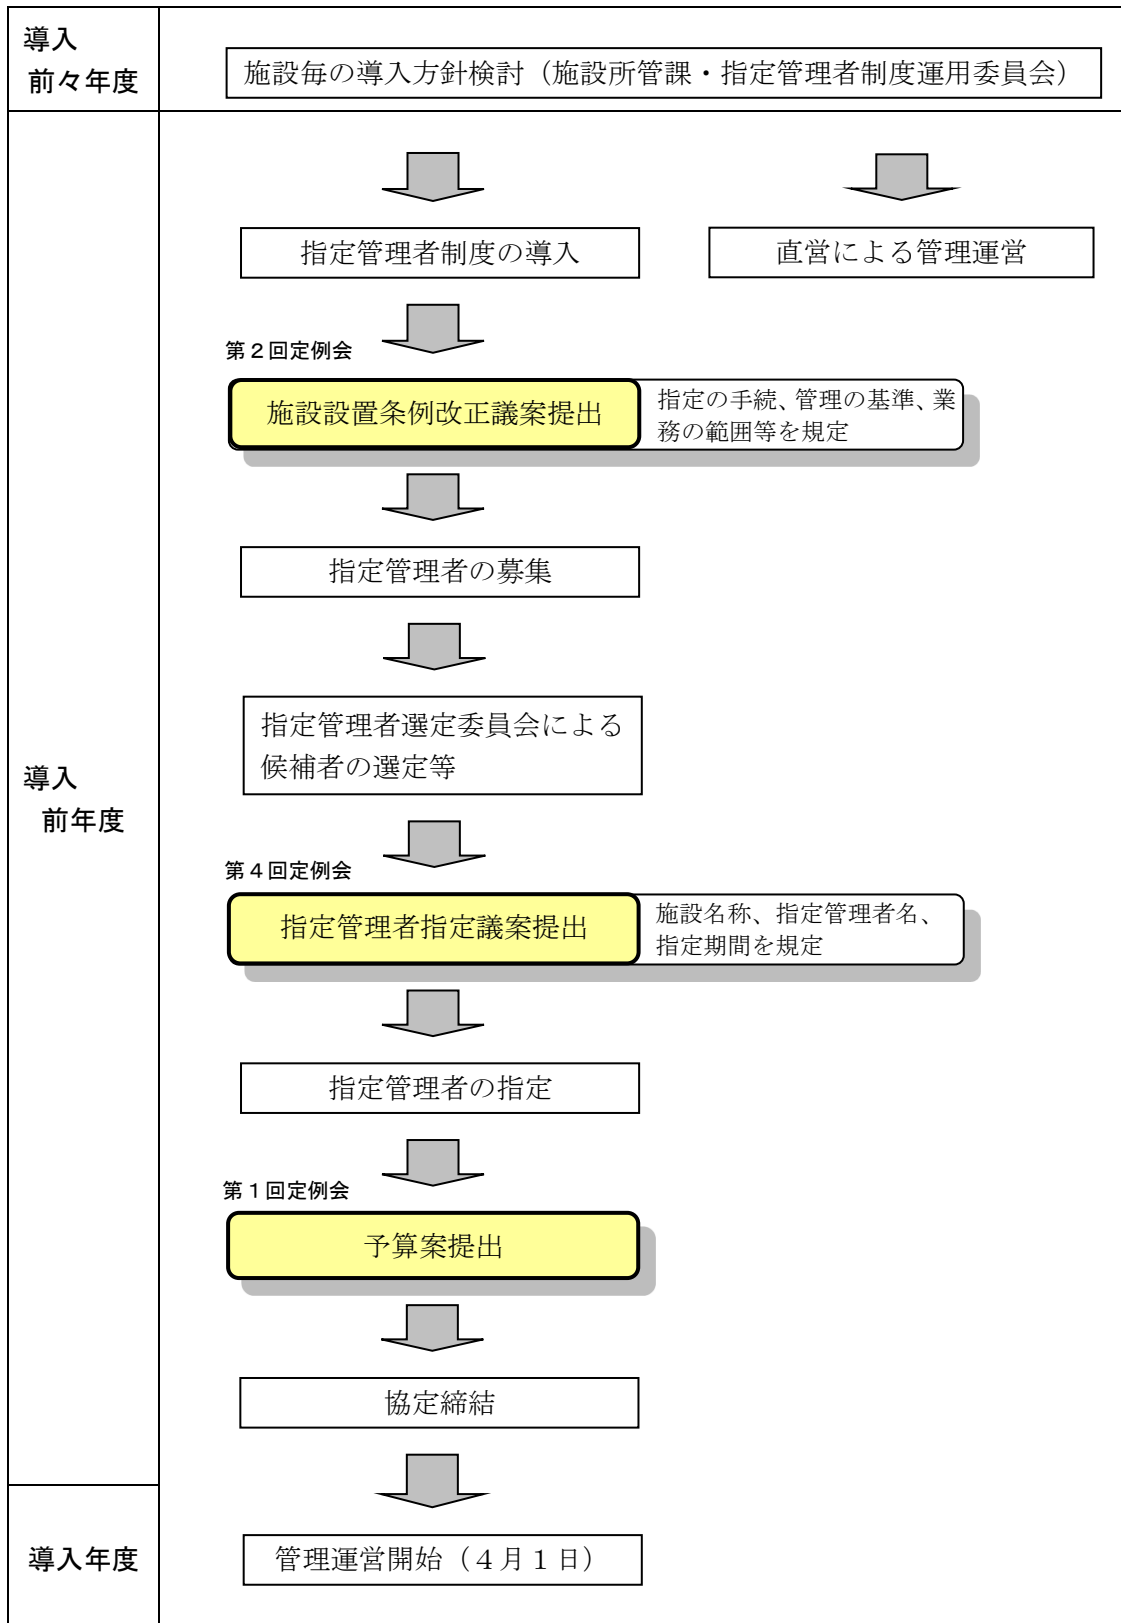 導入
前々年度
施設毎の導入方針検討（施設所管課・指定管理者制度運用委員会）
導入
前年度
指定管理者制度の導入
直営による管理運営
第２回定例会
施設設置条例改正議案提出
指定の手続、管理の基準、業
務の範囲等を規定
指定管理者の募集
指定管理者選定委員会による
候補者の選定等
第４回定例会
指定管理者指定議案提出
施設名称、指定管理者名、
指定期間を規定
指定管理者の指定
第１回定例会
予算案提出
協定締結
導入年度
管理運営開始（４月１日）